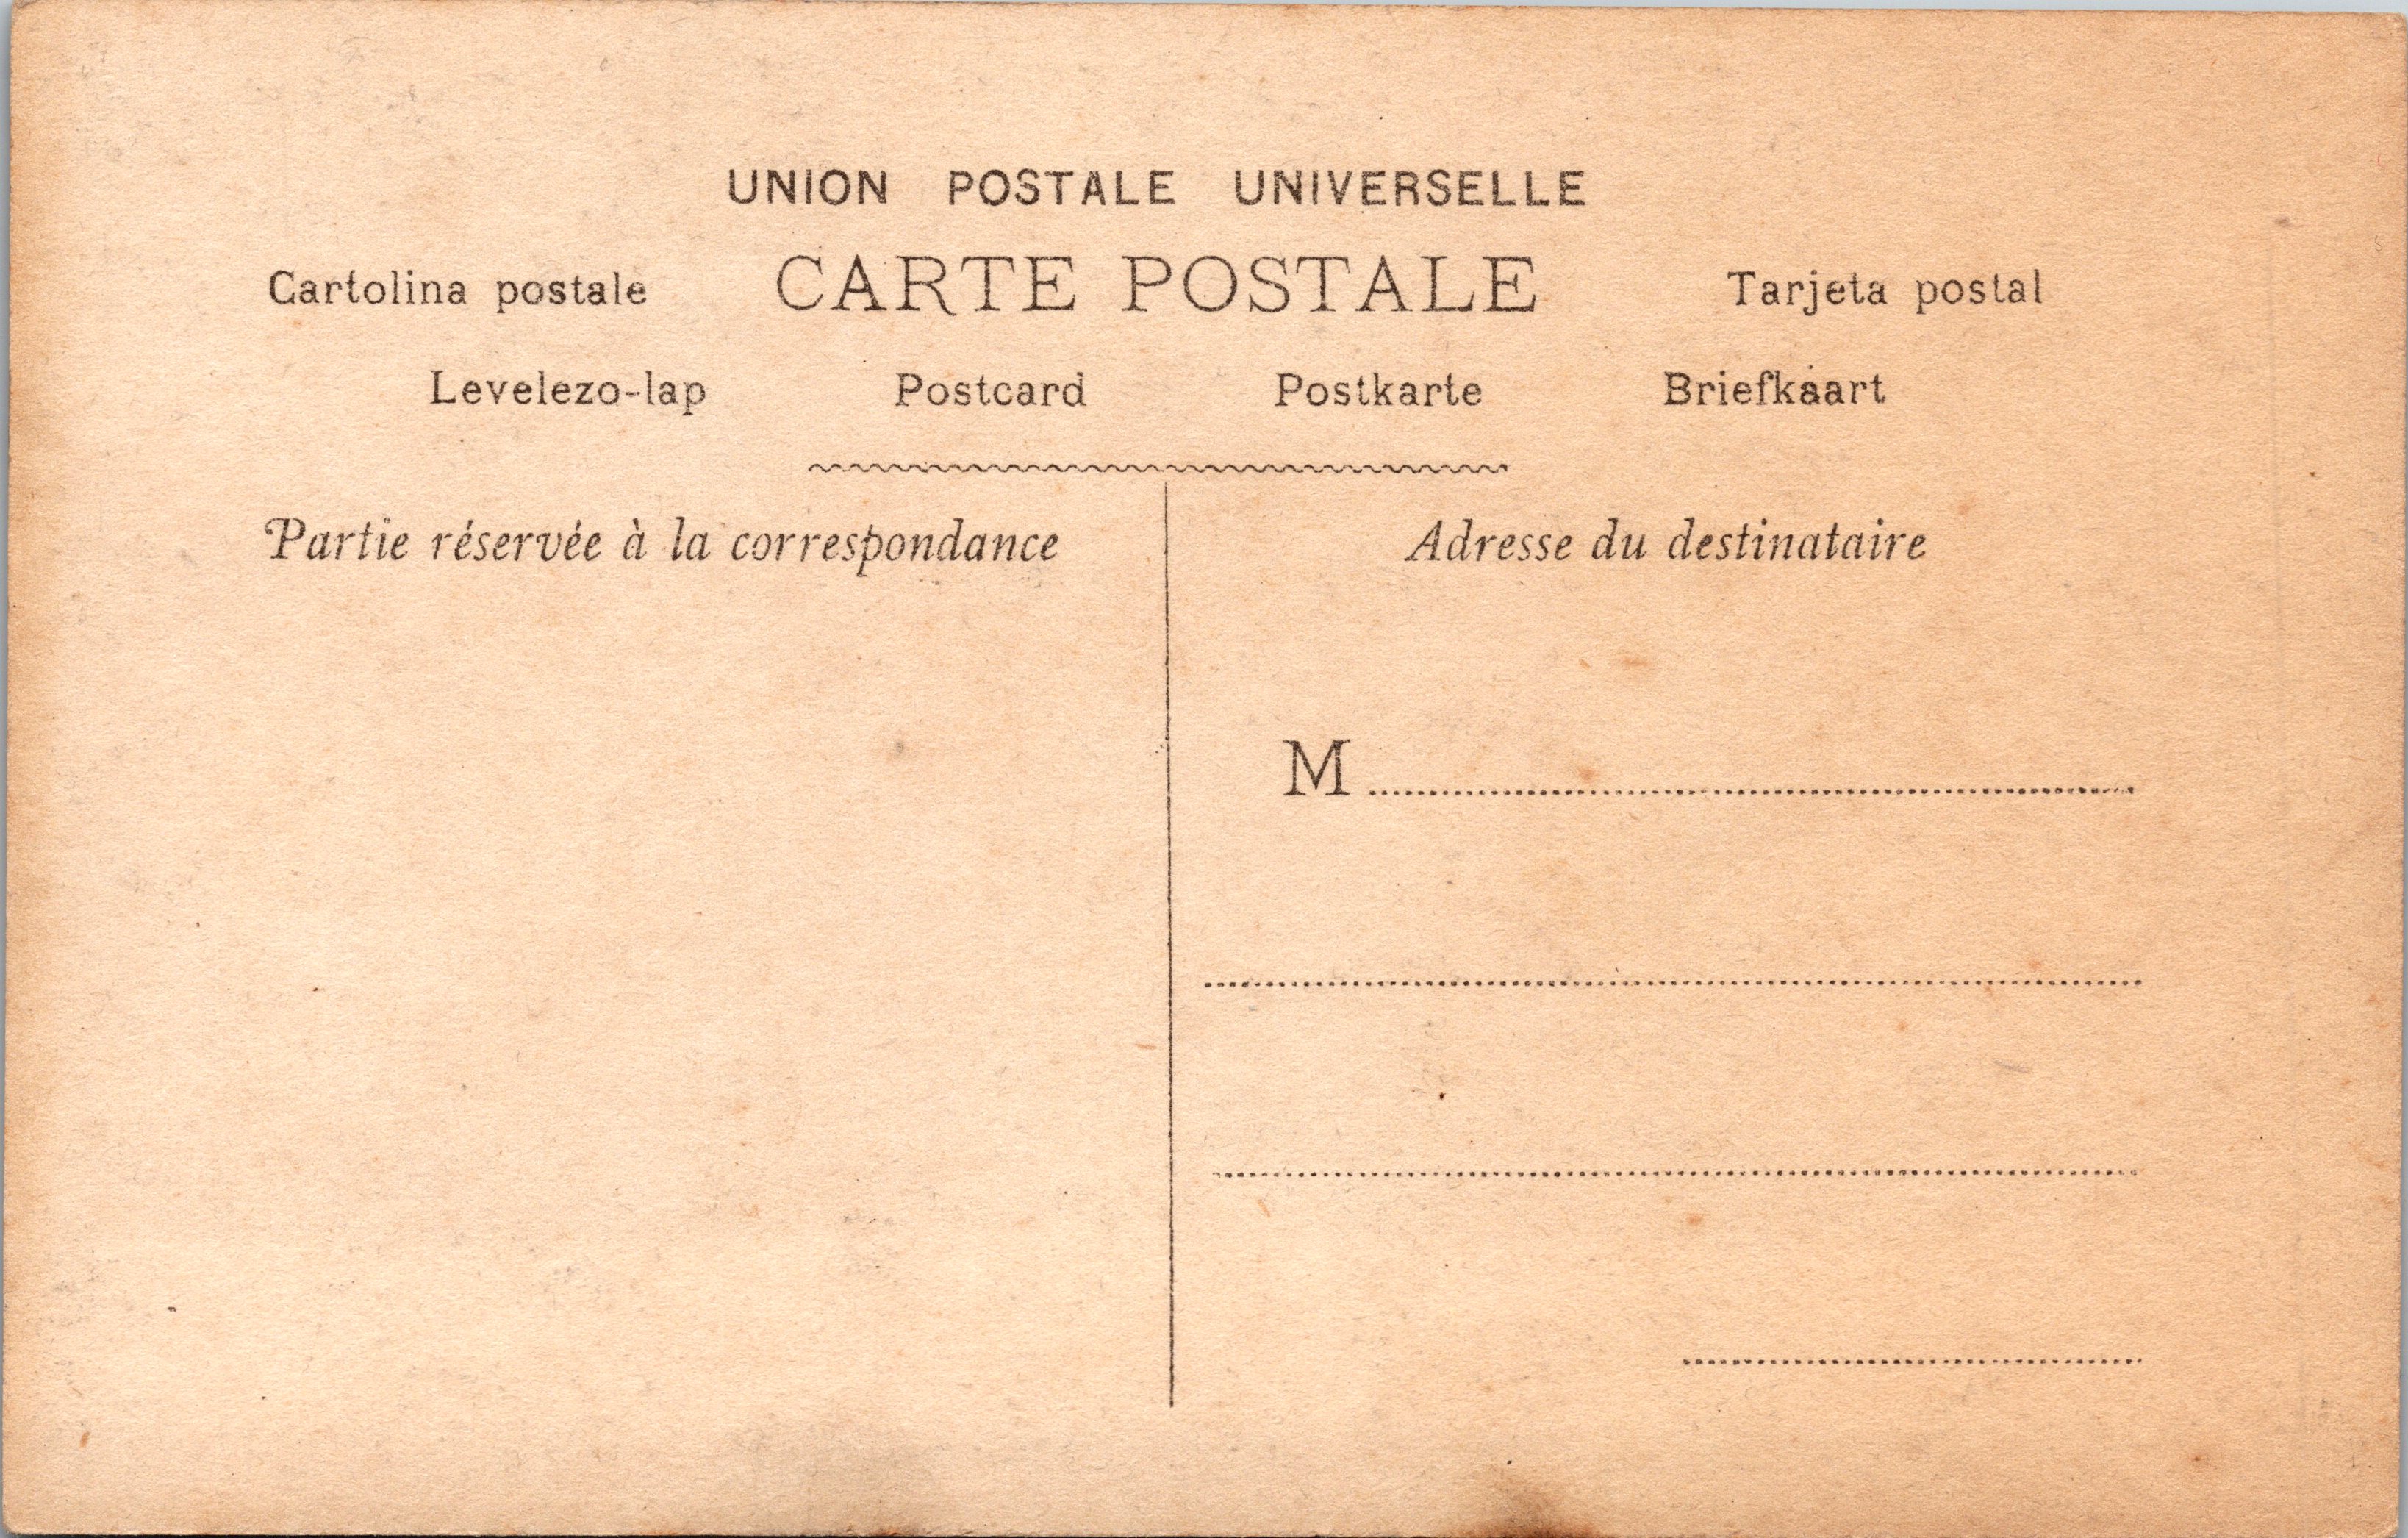 UNION POSTALE UNIVERSELLE
Cartolina postale CARTE POSTALE Tarjeta postal
Levelezo-lap Postcard Postkarte Briefkaart
Partie réservée à la correspondance
Adresse du destinataire
M